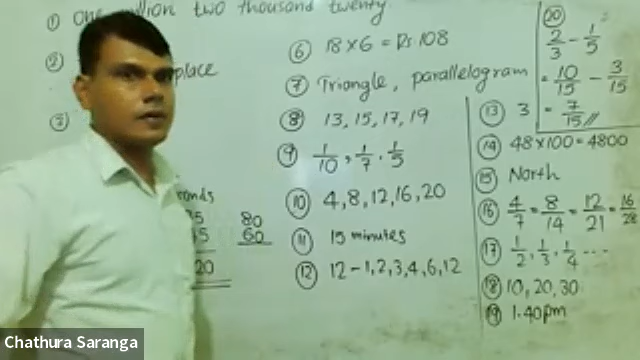 ① one million two thousand twenty
②
place
③
80
60
20
⑥ 18 × 6 = Rs 108
⑦ Triangle, parallelogram
⑧ 13, 15, 17, 19
⑨ 1/10, 1/7, 1/5
⑩ 4, 8, 12, 16, 20
⑪ 15 minutes
⑫ 12 – 1, 2, 3, 4, 6, 12
⑳
2/3 - 1/5
= 10/15 - 3/15
= 7/15 //
⑬ 3
⑭ 48 × 100 = 4800
⑮ North
⑯ 4/7 = 8/14 = 12/21 = 16/28
⑰ 1/2, 1/3, 1/4 ...
⑱ 10, 20, 30
⑲ 1.40pm
Chathura Saranga